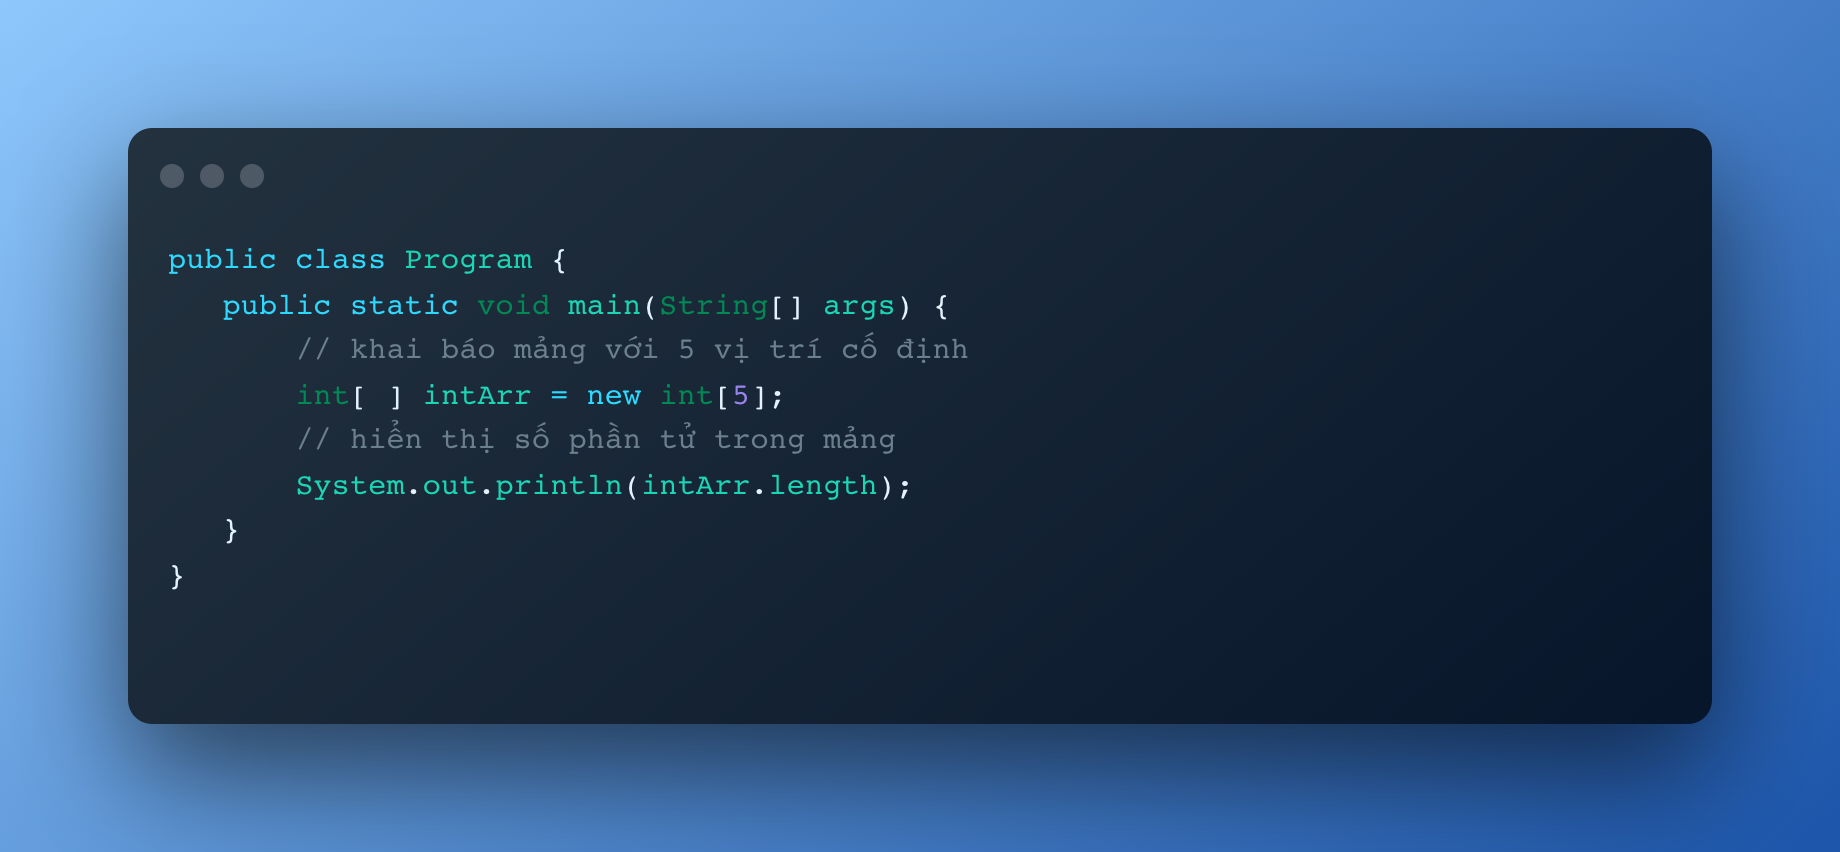 public class Program {
public static void main(String[] args) {
// khai báo mảng với 5 vị trí cố định
int[ ] intArr = new int[5];
// hiển thị số phần tử trong mảng
System.out.println(intArr.length);
}
}